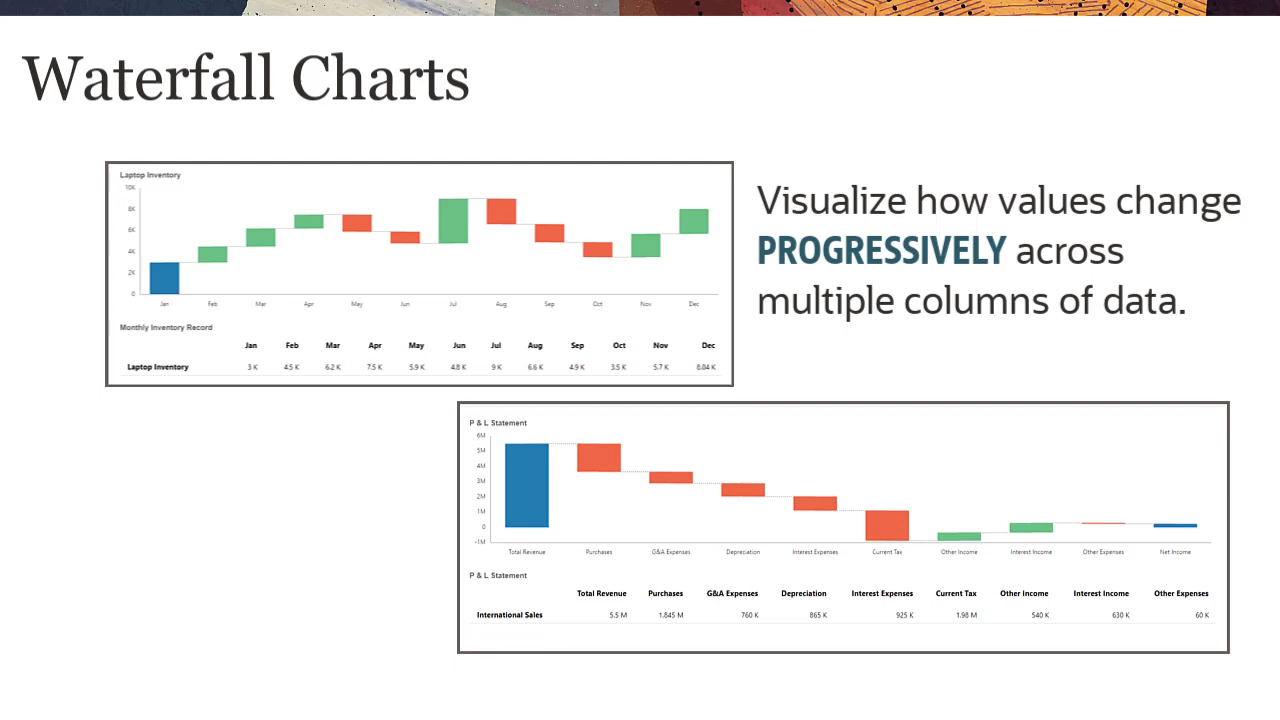 Waterfall Charts
Laptop Inventory
10K
8K
6K
4K
2K
0
Jan Feb Mar Apr May Jun Jul Aug Sep Oct Nov Dec
Monthly Inventory Record
Jan Feb Mar Apr May Jun Jul Aug Sep Oct Nov Dec
Laptop Inventory 3 K 4.5 K 6.2 K 7.5 K 5.9 K 4.8 K 9 K 6.6 K 4.9 K 3.5 K 5.7 K 8.04 K
Visualize how values change
PROGRESSIVELY across
multiple columns of data.
P & L Statement
6M
5M
4M
3M
2M
1M
0
-1M
Total Revenue Purchases G&A Expenses Depreciation Interest Expenses Current Tax Other Income Interest Income Other Expenses Net Income
P & L Statement
Total Revenue Purchases G&A Expenses Depreciation Interest Expenses Current Tax Other Income Interest Income Other Expenses
International Sales 5.5 M 1.845 M 760 K 865 K 925 K 1.98 M 540 K 630 K 60 K